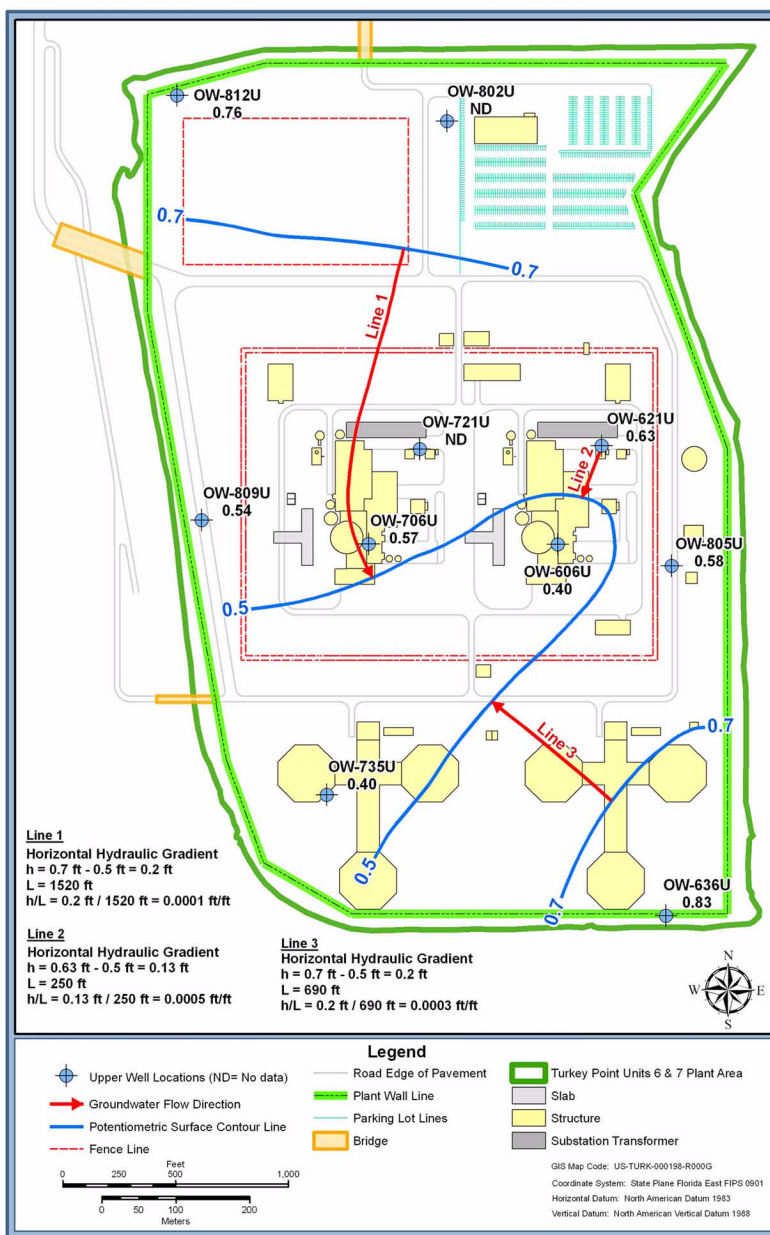 OW-812U
0.76
OW-802U
ND
0.7
0.7
Line 1
OW-721U
ND
OW-621U
0.63
Line 2
OW-809U
0.54
OW-706U
0.57
OW-606U
0.40
OW-805U
0.58
0.5
0.7
Line 3
OW-735U
0.40
0.5
0.7
OW-636U
0.83
Line 1
Horizontal Hydraulic Gradient
h = 0.7 ft - 0.5 ft = 0.2 ft
L = 1520 ft
h/L = 0.2 ft / 1520 ft = 0.0001 ft/ft
Line 2
Horizontal Hydraulic Gradient
h = 0.63 ft - 0.5 ft = 0.13 ft
L = 250 ft
h/L = 0.13 ft / 250 ft = 0.0005 ft/ft
Line 3
Horizontal Hydraulic Gradient
h = 0.7 ft - 0.5 ft = 0.2 ft
L = 690 ft
h/L = 0.2 ft / 690 ft = 0.0003 ft/ft
N
W E
S
Legend
Upper Well Locations (ND= No data)
Groundwater Flow Direction
Potentiometric Surface Contour Line
Fence Line
Road Edge of Pavement
Plant Wall Line
Parking Lot Lines
Bridge
Turkey Point Units 6 & 7 Plant Area
Slab
Structure
Substation Transformer
Feet
0 250 500 1,000
0 50 100 200
Meters
GIS Map Code: US-TURK-000198-R000G
Coordinate System: State Plane Florida East FIPS 0901
Horizontal Datum: North American Datum 1983
Vertical Datum: North American Vertical Datum 1988